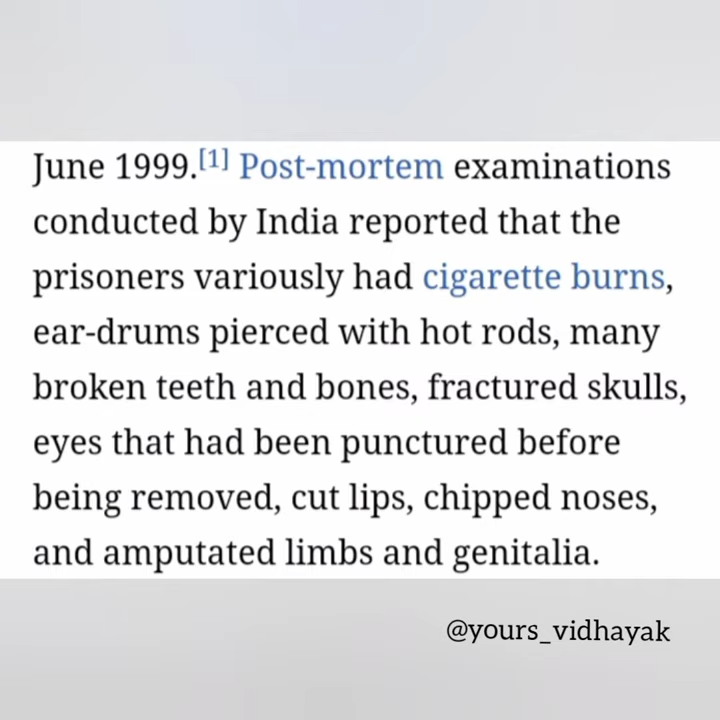 June 1999.[1] Post-mortem examinations
conducted by India reported that the
prisoners variously had cigarette burns,
ear-drums pierced with hot rods, many
broken teeth and bones, fractured skulls,
eyes that had been punctured before
being removed, cut lips, chipped noses,
and amputated limbs and genitalia.
@yours_vidhayak